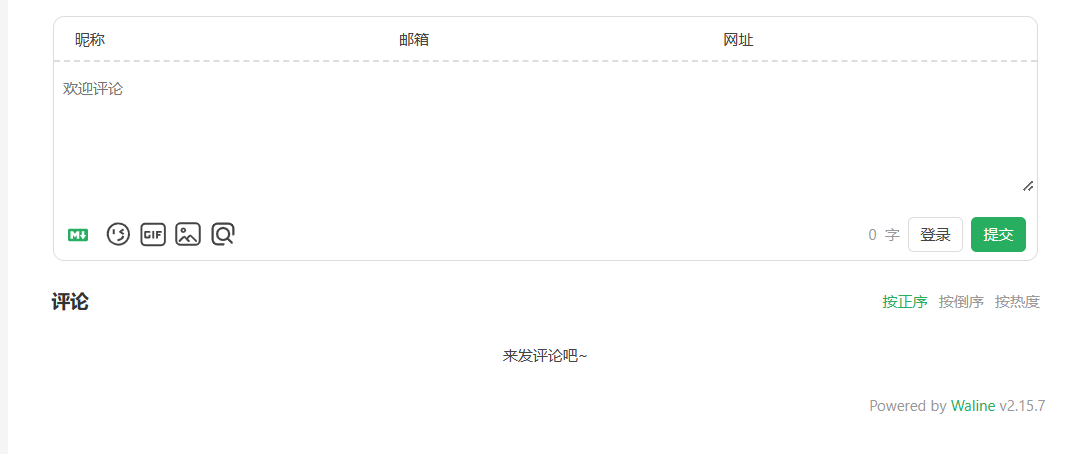 昵称 邮箱 网址
欢迎评论
M GIF 0 字 登录 提交
评论 按正序 按倒序 按热度
来发评论吧~
Powered by Waline v2.15.7